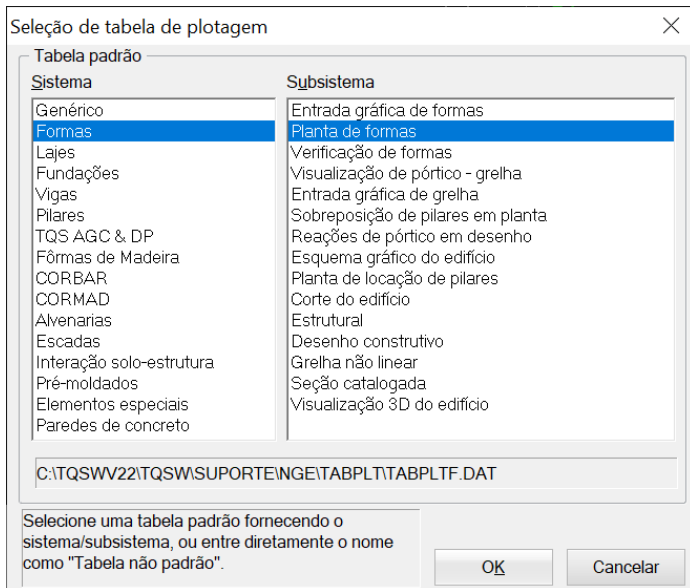 Seleção de tabela de plotagem
Tabela padrão
Sistema
Genérico
Formas
Lajes
Fundações
Vigas
Pilares
TQS AGC & DP
Fôrmas de Madeira
CORBAR
CORMAD
Alvenarias
Escadas
Interação solo-estrutura
Pré-moldados
Elementos especiais
Paredes de concreto
Subsistema
Entrada gráfica de formas
Planta de formas
Verificação de formas
Visualização de pórtico - grelha
Entrada gráfica de grelha
Sobreposição de pilares em planta
Reações de pórtico em desenho
Esquema gráfico do edifício
Planta de locação de pilares
Corte do edifício
Estrutural
Desenho construtivo
Grelha não linear
Seção catalogada
Visualização 3D do edifício
C:\TQSWV22\TQSW\SUPORTE\NGE\TABPLT\TABPLTF.DAT
Selecione uma tabela padrão fornecendo o
sistema/subsistema, ou entre diretamente o nome
como "Tabela não padrão".
OK
Cancelar